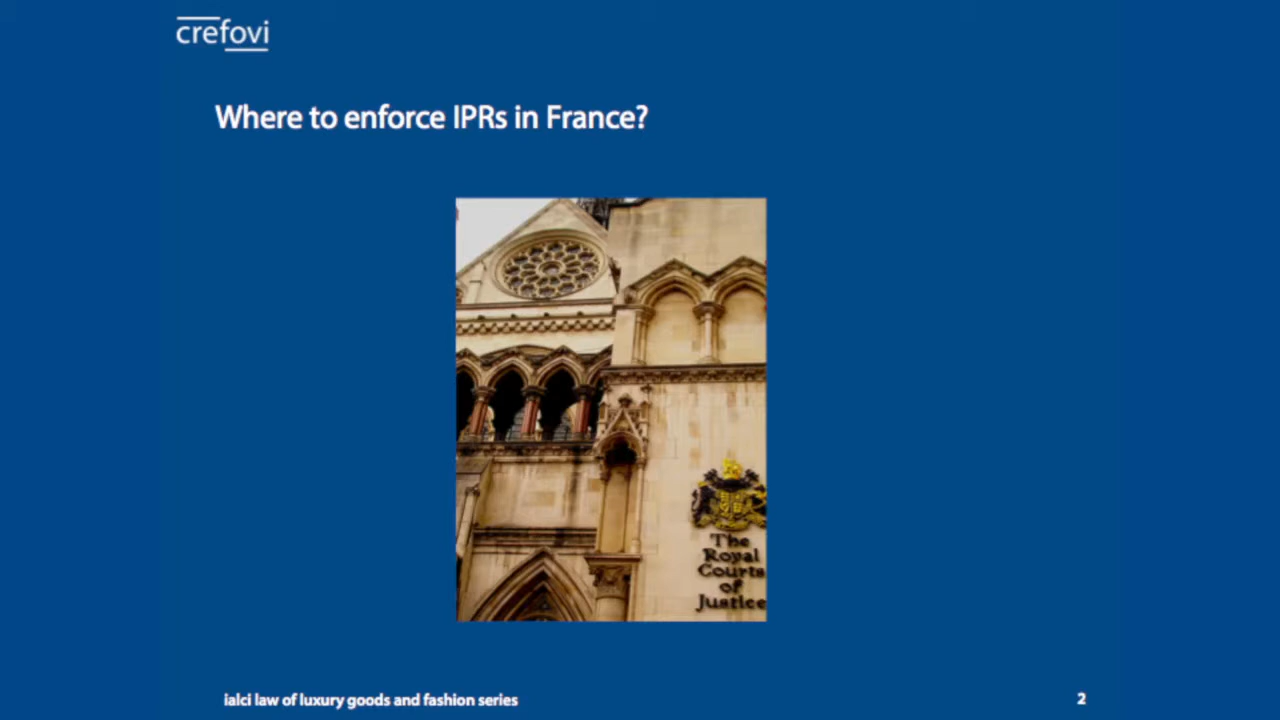 crefovi
Where to enforce IPRs in France?
The
Royal
Courts
of
Justice
ialci law of luxury goods and fashion series
2